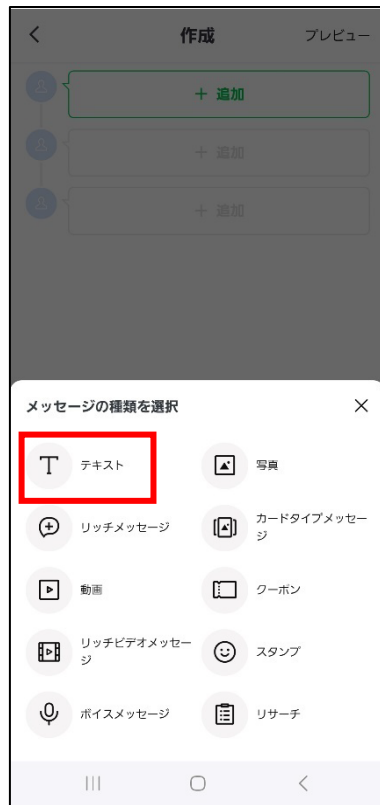 作成 プレビュー
+ 追加
+ 追加
+ 追加
メッセージの種類を選択
テキスト
写真
リッチメッセージ
カードタイプメッセー
ジ
動画
クーポン
リッチビデオメッセー
ジ
スタンプ
ボイスメッセージ
リサーチ